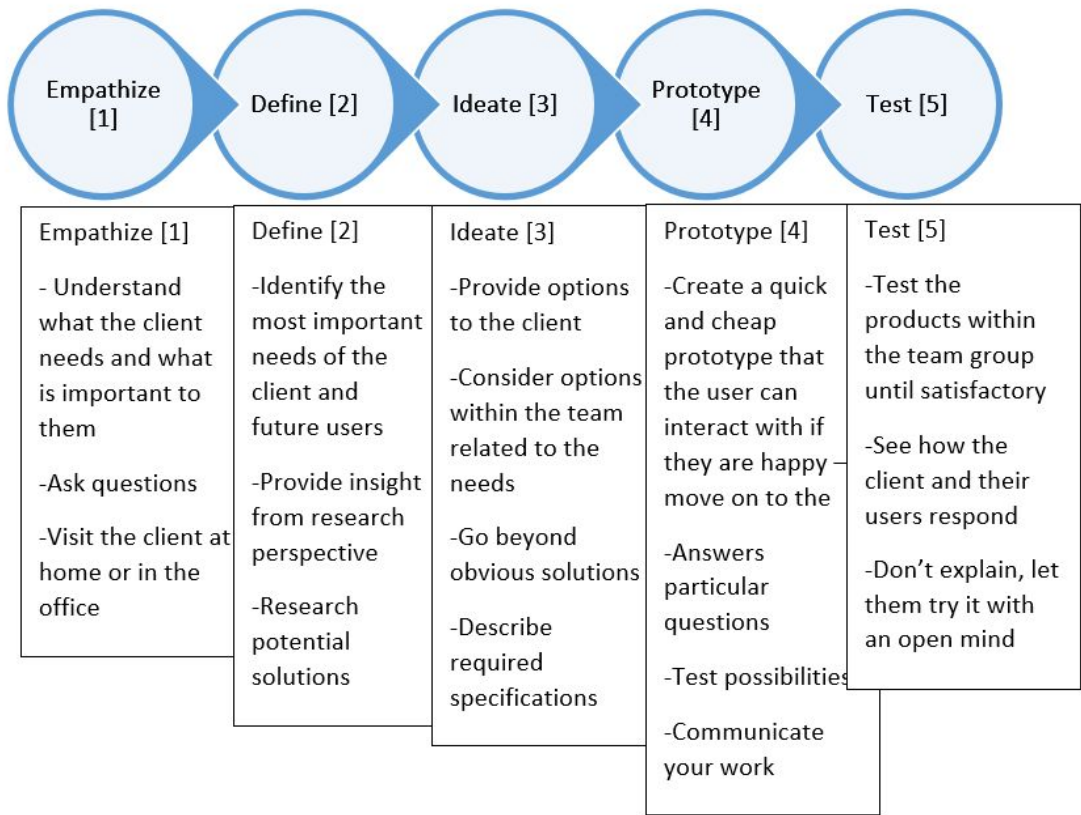 Empathize
[1]
Define [2]
Ideate [3]
Prototype
[4]
Test [5]
Empathize [1]
- Understand
what the client
needs and what
is important to
them
-Ask questions
-Visit the client at
home or in the
office
Define [2]
-Identify the
most important
needs of the
client and
future users
-Provide insight
from research
perspective
-Research
potential
solutions
Ideate [3]
-Provide options
to the client
-Consider options
within the team
related to the
needs
-Go beyond
obvious solutions
-Describe
required
specifications
Prototype [4]
-Create a quick
and cheap
prototype that
the user can
interact with if
they are happy –
move on to the
-Answers
particular
questions
-Test possibilities
-Communicate
your work
Test [5]
-Test the
products within
the team group
until satisfactory
-See how the
client and their
users respond
-Don’t explain, let
them try it with
an open mind